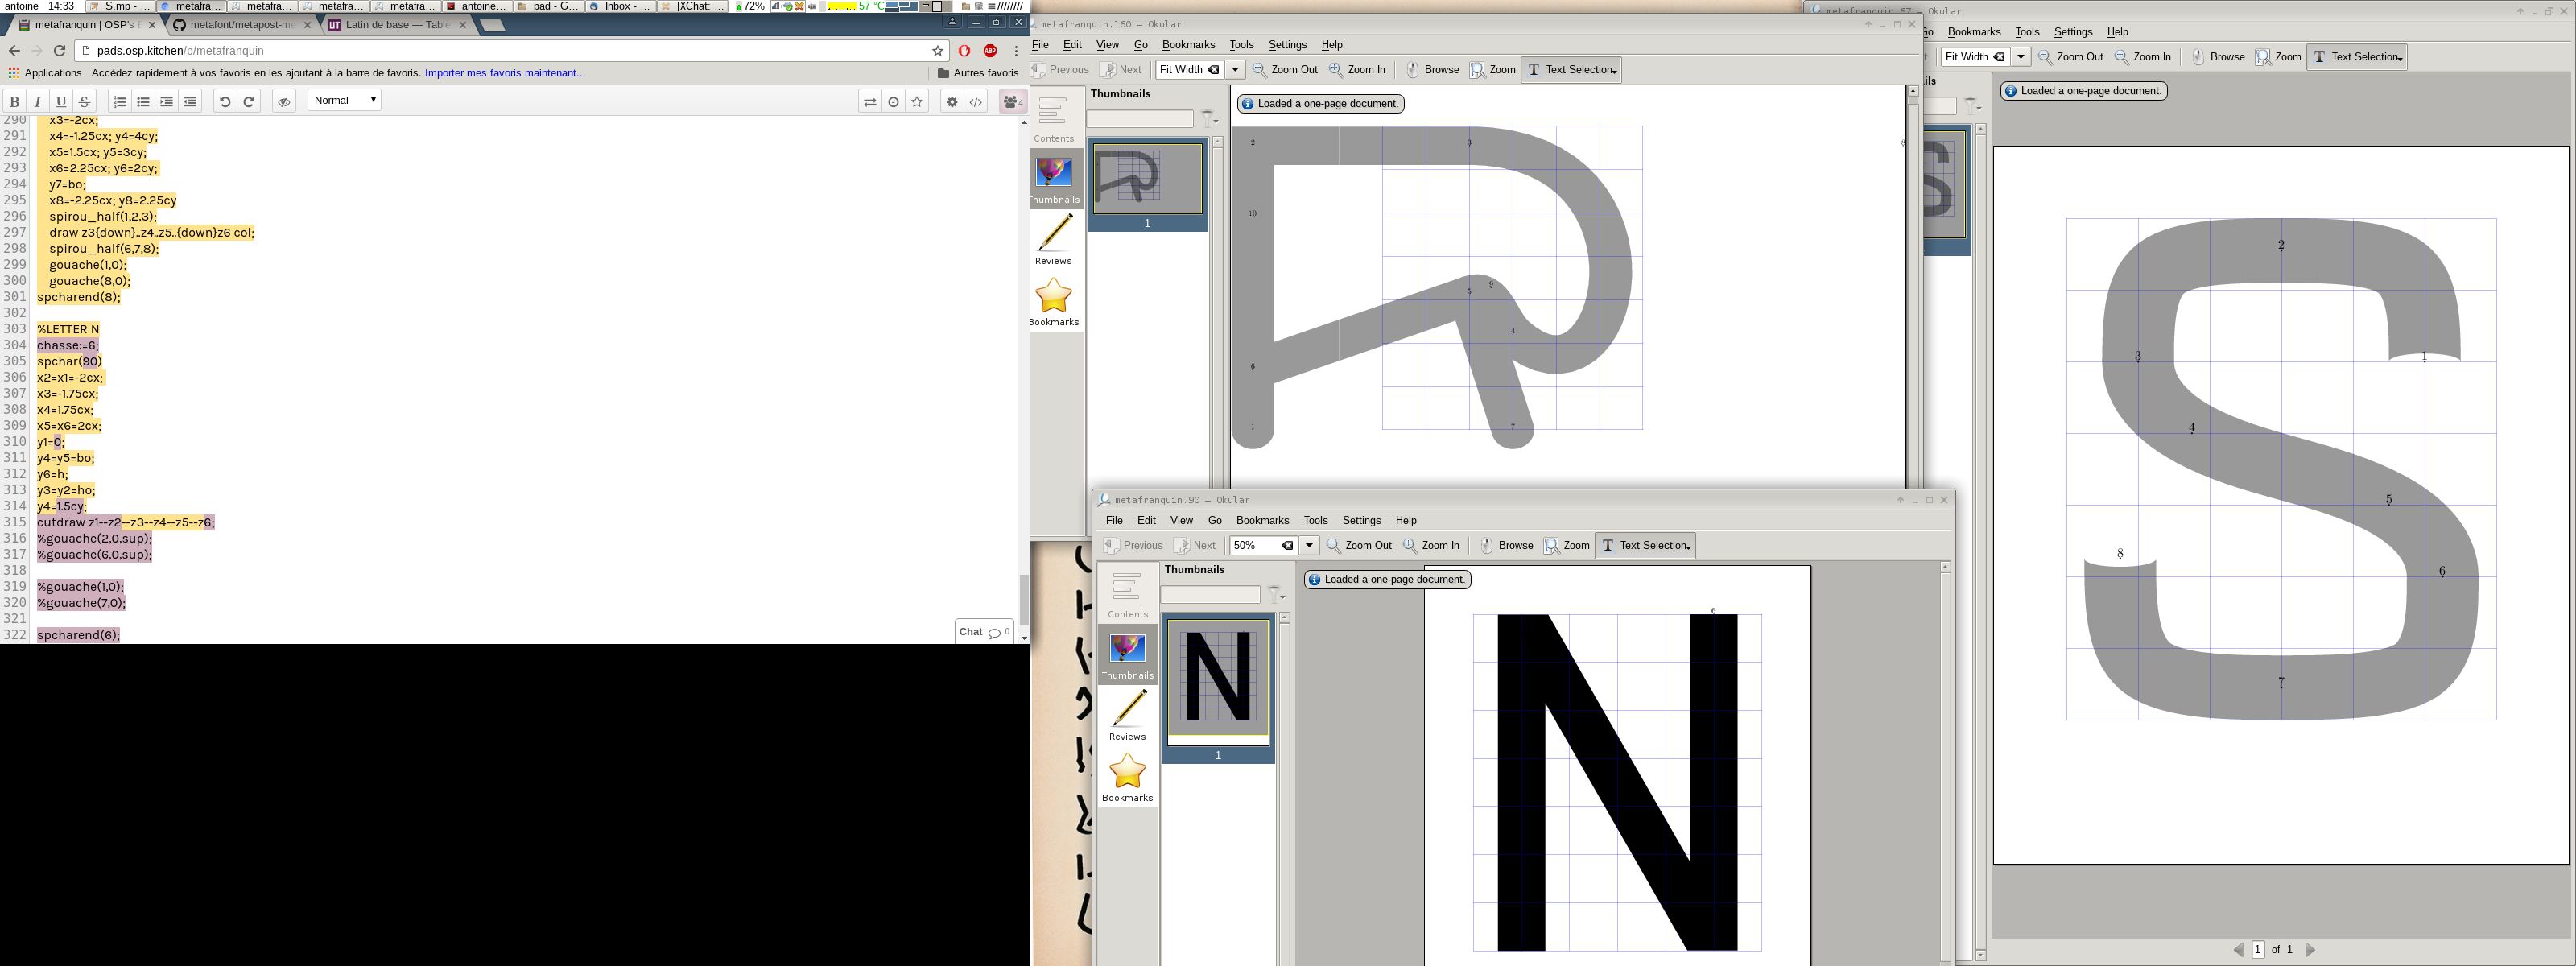 antoine 14:33 S.mp - ... metafra... metafra... metafra... metafra... antoine... pad - G... Inbox - ... |XChat: ... 72% 57 °C
metafranquin | OSP's
metafont/metapost-me
Latin de base — Table
pads.osp.kitchen/p/metafranquin
Applications Accédez rapidement à vos favoris en les ajoutant à la barre de favoris. Importer mes favoris maintenant... Autres favoris
B I U S Normal 4
290 x3=-2cx;
291 x4=-1.25cx; y4=4cy;
292 x5=1.5cx; y5=3cy;
293 x6=2.25cx; y6=2cy;
294 y7=bo;
295 x8=-2.25cx; y8=2.25cy
296 spirou_half(1,2,3);
297 draw z3{down}..z4..z5..{down}z6 col;
298 spirou_half(6,7,8);
299 gouache(1,0);
300 gouache(8,0);
301 spcharend(8);
302
303 %LETTER N
304 chasse:=6;
305 spchar(90)
306 x2=x1=-2cx;
307 x3=-1.75cx;
308 x4=1.75cx;
309 x5=x6=2cx;
310 y1=0;
311 y4=y5=bo;
312 y6=h;
313 y3=y2=ho;
314 y4=1.5cy;
315 cutdraw z1--z2--z3--z4--z5--z6;
316 %gouache(2,0,sup);
317 %gouache(6,0,sup);
318
319 %gouache(1,0);
320 %gouache(7,0);
321
322 spcharend(6);
Chat 0
metafranquin.160 — Okular
File Edit View Go Bookmarks Tools Settings Help
Previous Next Fit Width Zoom Out Zoom In Browse Zoom Text Selection
Contents
Thumbnails
Reviews
Bookmarks
Thumbnails
1
Loaded a one-page document.
2 3 8
10
5 9
4
6
1 7
metafranquin.90 — Okular
File Edit View Go Bookmarks Tools Settings Help
Previous Next 50% Zoom Out Zoom In Browse Zoom Text Selection
Contents
Thumbnails
Reviews
Bookmarks
Thumbnails
N
1
Loaded a one-page document.
6
N
metafranquin.67 — Okular
Go Bookmarks Tools Settings Help
Fit Width Zoom Out Zoom In Browse Zoom Text Selection
ils
Loaded a one-page document.
2
1
3
4
5
8
6
7
1 of 1